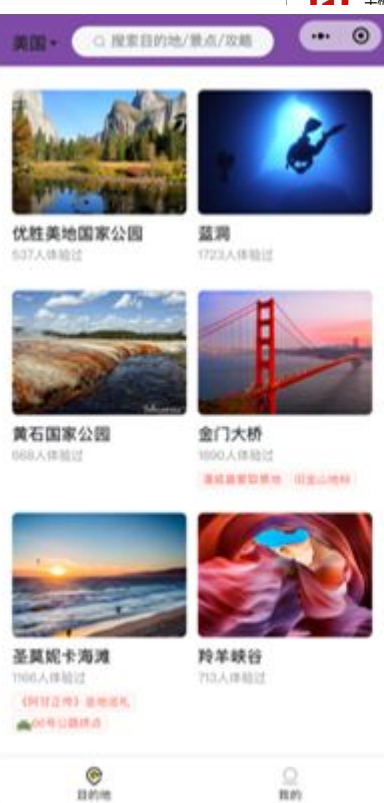 美国
搜索目的地/景点/攻略
优胜美地国家公园
537人体验过
蓝洞
1723人体验过
黄石国家公园
668人体验过
金门大桥
1690人体验过
旧金山地标
圣莫妮卡海滩
1166人体验过
《阿甘正传》圣地巡礼
66号公路终点
羚羊峡谷
713人体验过
目的地
我的